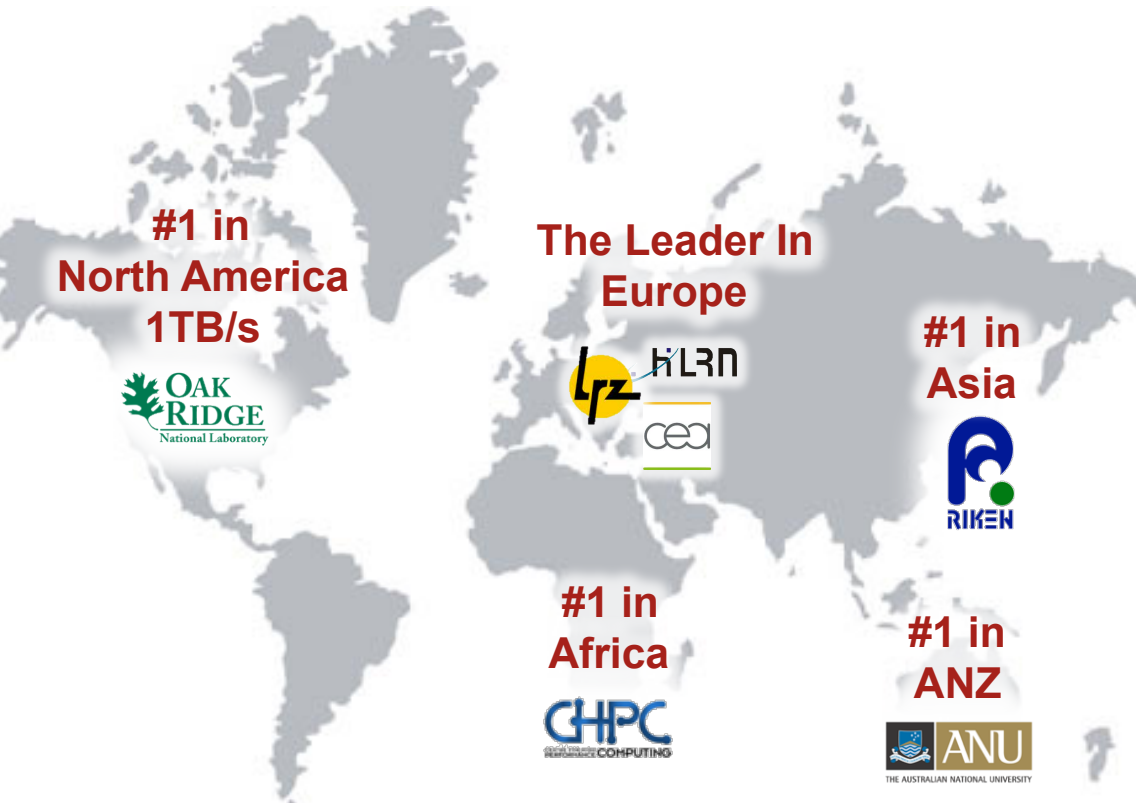 #1 in
North America
1TB/s
OAK
RIDGE
National Laboratory
The Leader In
Europe
lrz
HLRN
cea
#1 in
Asia
RIKEN
#1 in
Africa
CHPC
PERFORMANCE COMPUTING
#1 in
ANZ
ANU
THE AUSTRALIAN NATIONAL UNIVERSITY